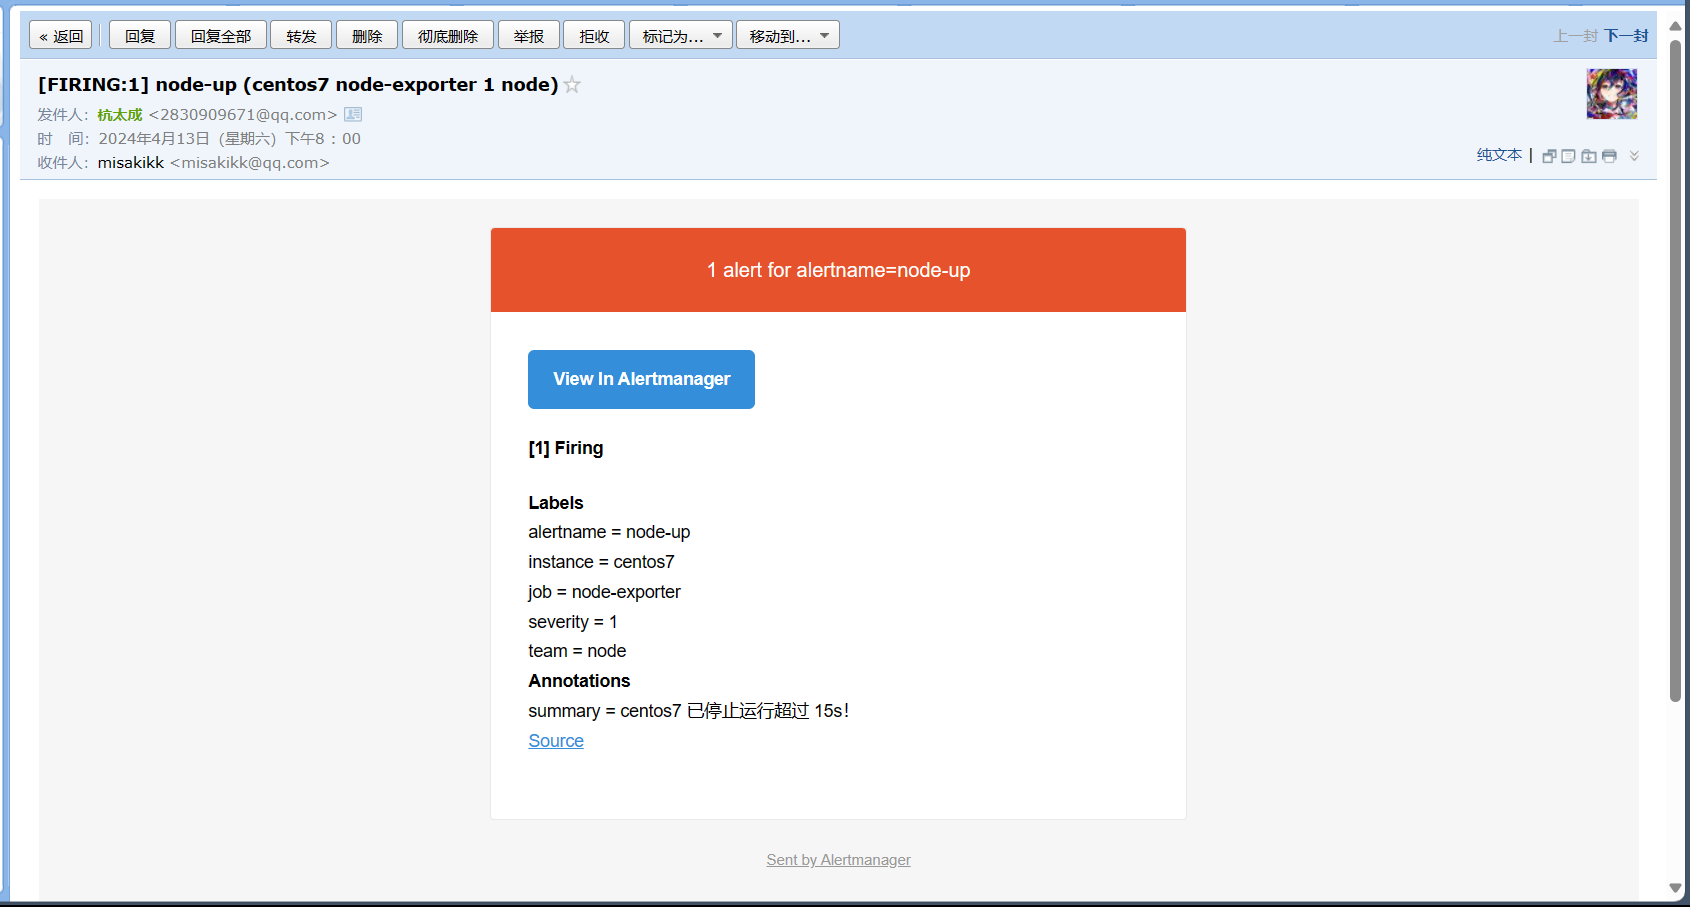 « 返回 回复 回复全部 转发 删除 彻底删除 举报 拒收 标记为... 移动到... 上一封 下一封
[FIRING:1] node-up (centos7 node-exporter 1 node)
发件人: 杭太成 <2830909671@qq.com>
时 间: 2024年4月13日 (星期六) 下午8:00
收件人: misakikk <misakikk@qq.com>
纯文本 |
1 alert for alertname=node-up
View In Alertmanager
[1] Firing
Labels
alertname = node-up
instance = centos7
job = node-exporter
severity = 1
team = node
Annotations
summary = centos7 已停止运行超过 15s！
Source
Sent by Alertmanager